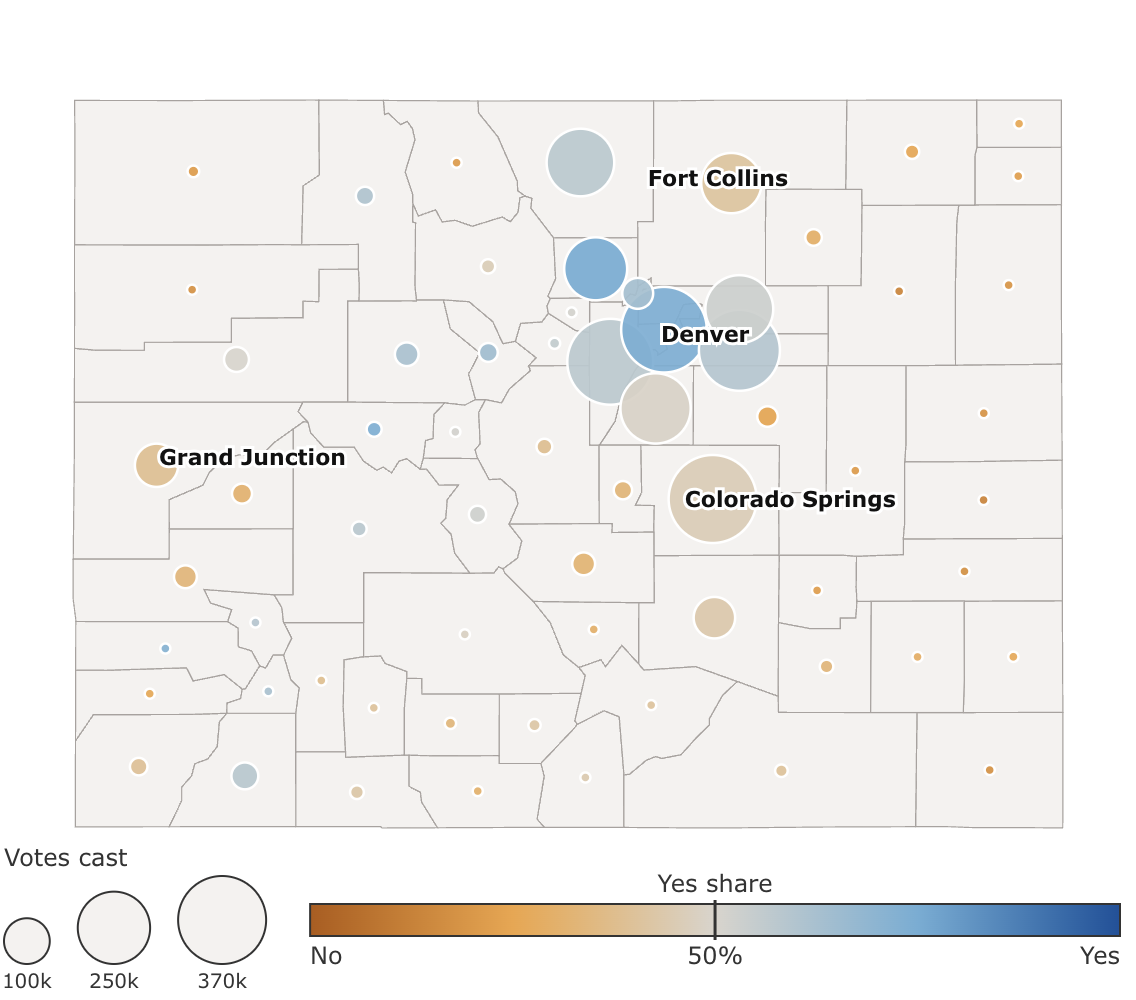 Fort Collins
Denver
Grand Junction
Colorado Springs
Votes cast
100k
250k
370k
Yes share
No
50%
Yes